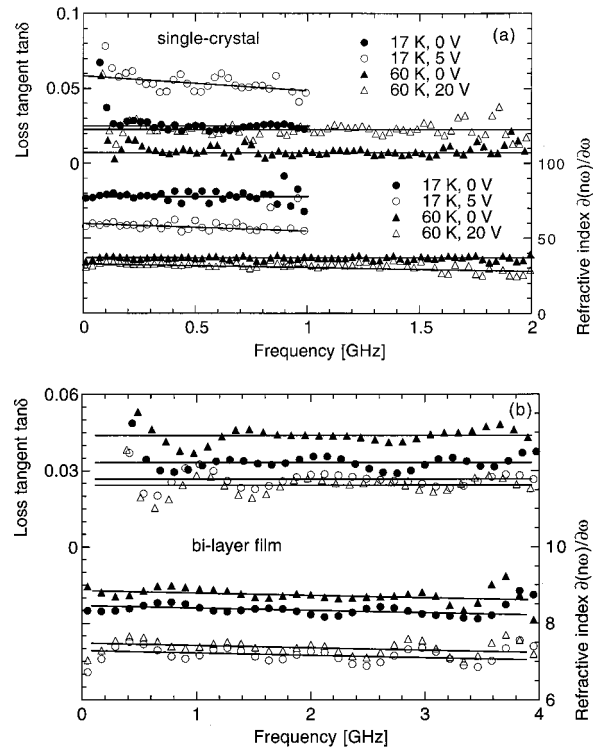 0.1
single-crystal
(a)
● 17 K, 0 V
○ 17 K, 5 V
▲ 60 K, 0 V
△ 60 K, 20 V
Loss tangent tanδ
0.05
0
100
● 17 K, 0 V
○ 17 K, 5 V
▲ 60 K, 0 V
△ 60 K, 20 V
50
0
Refractive index ∂(nω)/∂ω
0 0.5 1 1.5 2
Frequency [GHz]
0.06
(b)
Loss tangent tanδ
0.03
0
bi-layer film
10
8
6
Refractive index ∂(nω)/∂ω
0 1 2 3 4
Frequency [GHz]